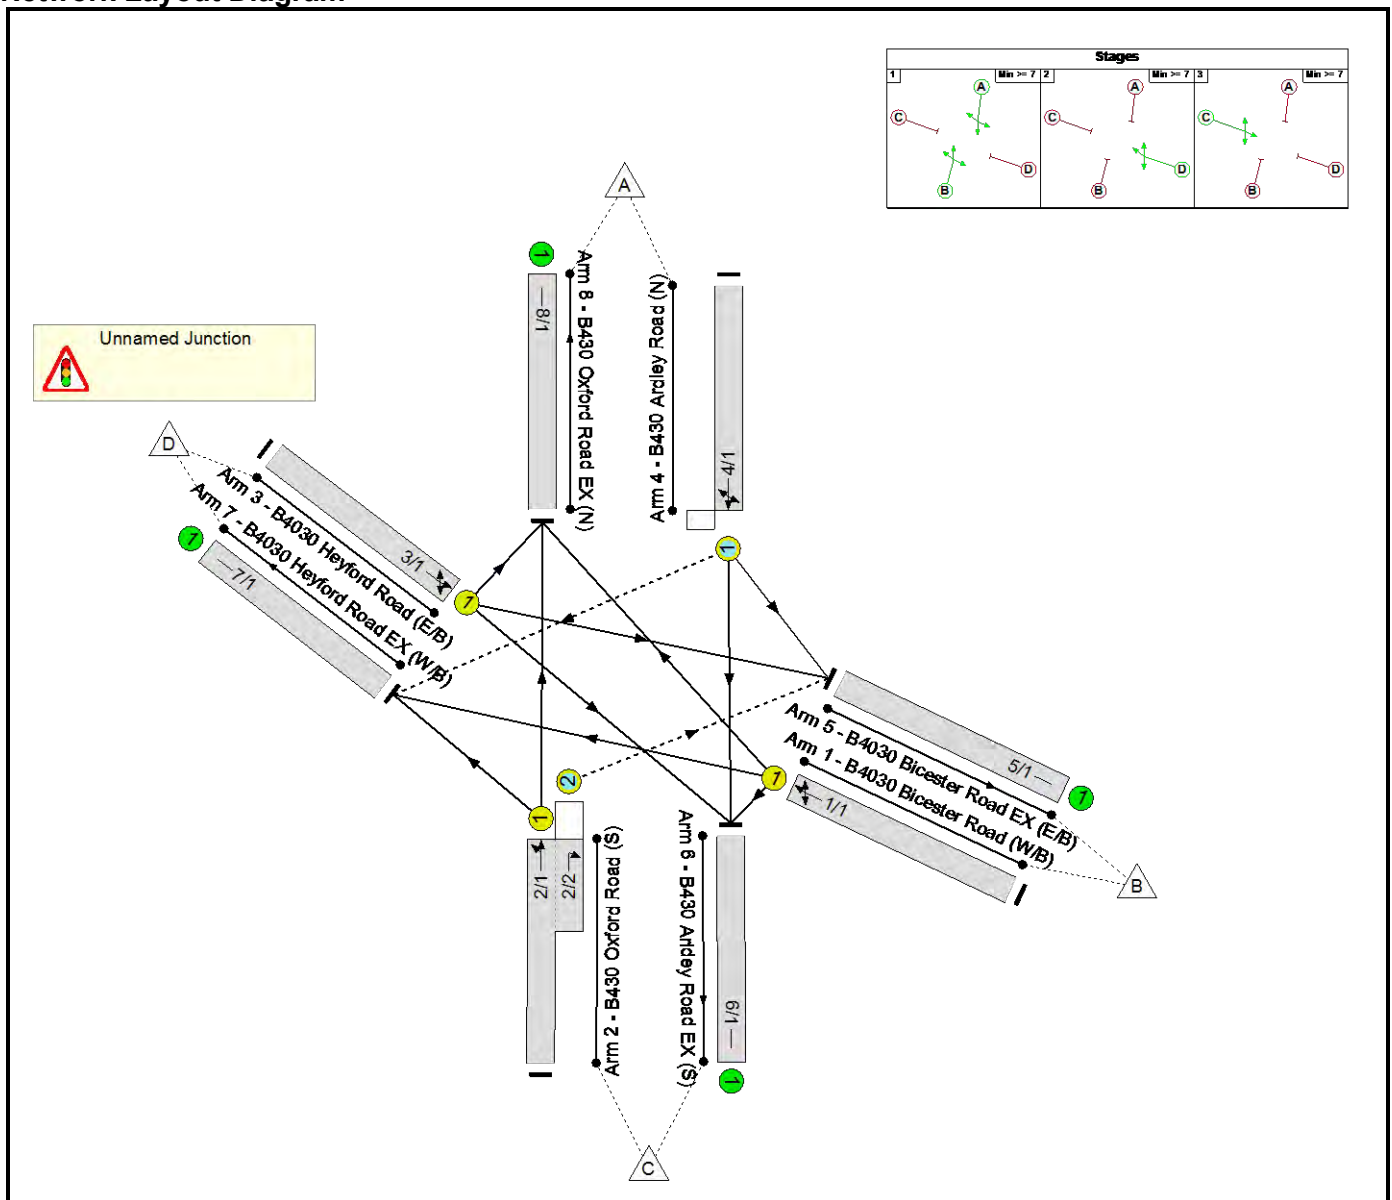 Network Layout Diagram
Stages
1
Min >= 7
2
Min >= 7
3
Min >= 7
A
C
D
B
A
C
D
B
A
C
D
B
A
1
8/1
Arm 8 - B430 Oxford Road EX (N)
Arm 4 - B430 Ardley Road (N)
4/1
1
Unnamed Junction
D
Arm 3 - B4030 Heyford Road (E/B)
Arm 7 - B4030 Heyford Road EX (W/B)
1
3/1
7/1
1
Arm 5 - B4030 Bicester Road EX (E/B)
Arm 1 - B4030 Bicester Road (W/B)
5/1
1
1
1/1
B
1
2
2/1
2/2
Arm 2 - B430 Oxford Road (S)
Arm 6 - B430 Ardley Road EX (S)
6/1
1
C